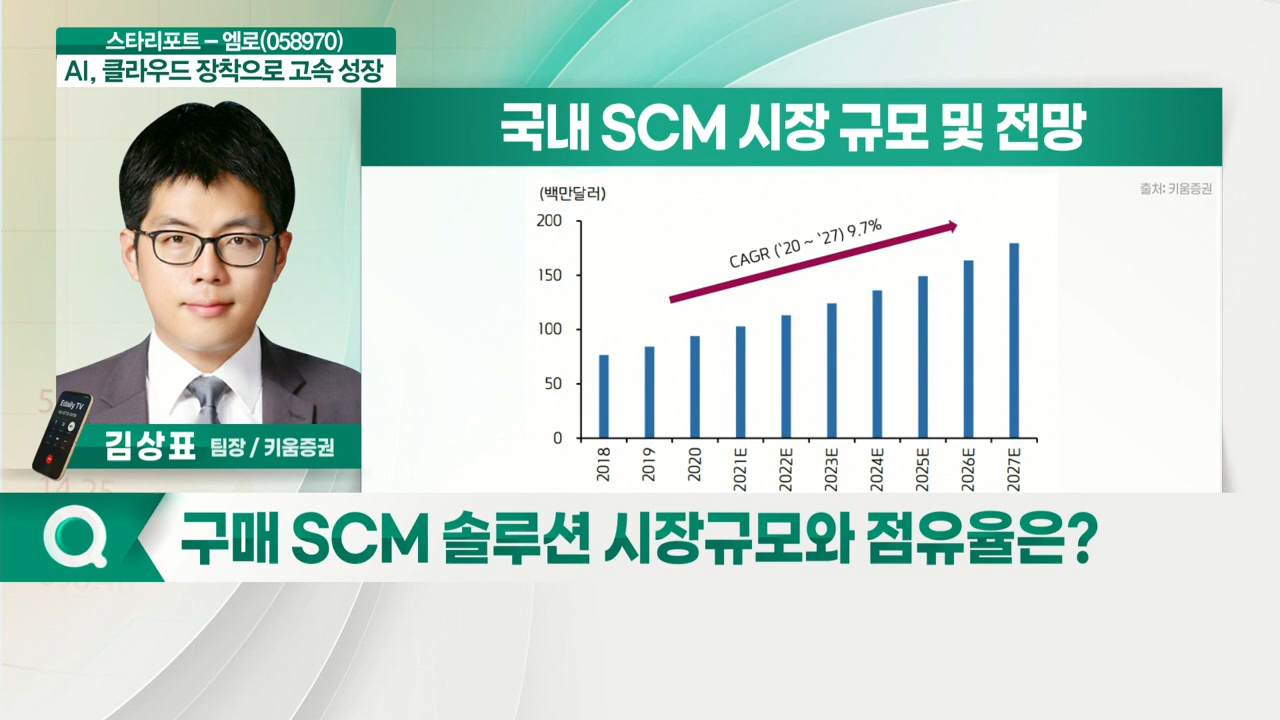 스타리포트 – 엠로(058970)
AI, 클라우드 장착으로 고속 성장
국내 SCM 시장 규모 및 전망
출처: 키움증권
(백만달러)
200
150
100
50
0
CAGR (`20 ~ `27) 9.7%
2018
2019
2020
2021E
2022E
2023E
2024E
2025E
2026E
2027E
Edaily TV
김상표 팀장 / 키움증권
Q 구매 SCM 솔루션 시장규모와 점유율은?